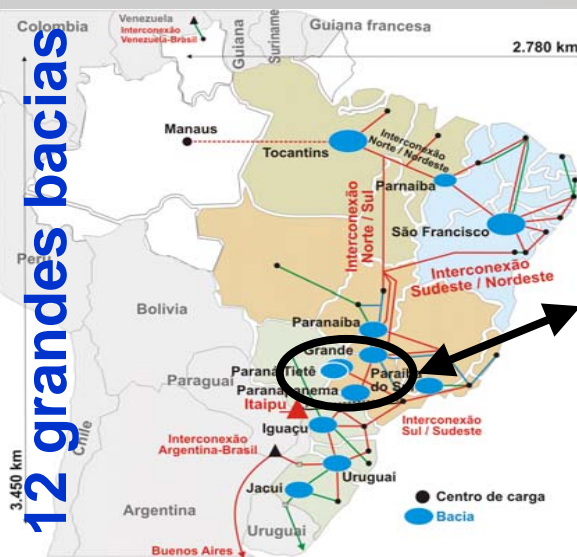 12 grandes bacias
Colombia
Venezuela
Interconexão
Venezuela-Brasil
Guiana
Suriname
Guiana francesa
2.780 km
Manaus
Tocantins
Interconexão
Norte / Nordeste
Parnaíba
São Francisco
Interconexão
Norte / Sul
Interconexão
Sudeste / Nordeste
Peru
Bolivia
Paranaíba
Grande
Paraná/Tietê
Paraíba
do Sul
Paraguai
Paranapanema
Itaipu
Iguaçu
Interconexão
Sul / Sudeste
Chile
Interconexão
Argentina-Brasil
Uruguai
Jacui
3.450 km
Argentina
Uruguai
Buenos Aires
Centro de carga
Bacia